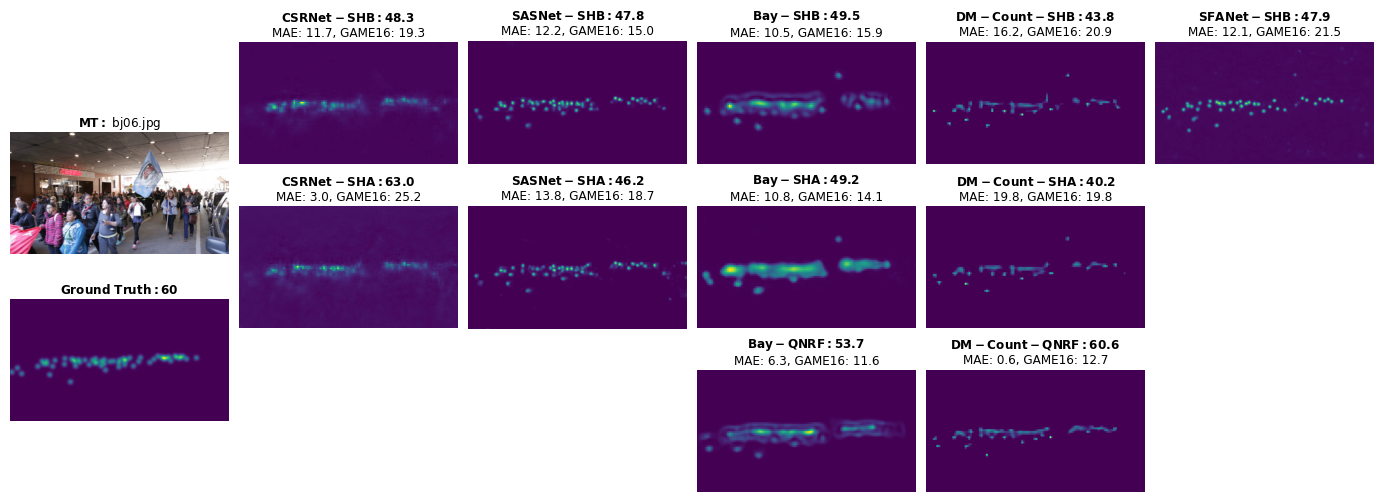 CSRNet−SHB: 48.3
MAE: 11.7, GAME16: 19.3
SASNet−SHB: 47.8
MAE: 12.2, GAME16: 15.0
Bay−SHB: 49.5
MAE: 10.5, GAME16: 15.9
DM−Count−SHB: 43.8
MAE: 16.2, GAME16: 20.9
SFANet−SHB: 47.9
MAE: 12.1, GAME16: 21.5
MT: bj06.jpg
CSRNet−SHA: 63.0
MAE: 3.0, GAME16: 25.2
SASNet−SHA: 46.2
MAE: 13.8, GAME16: 18.7
Bay−SHA: 49.2
MAE: 10.8, GAME16: 14.1
DM−Count−SHA: 40.2
MAE: 19.8, GAME16: 19.8
Ground Truth: 60
Bay−QNRF: 53.7
MAE: 6.3, GAME16: 11.6
DM−Count−QNRF: 60.6
MAE: 0.6, GAME16: 12.7